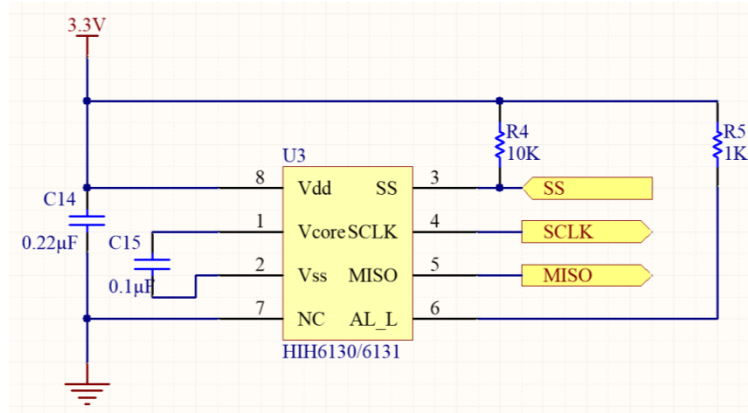 3.3V
R4
10K
R5
1K
U3
C14
0.22µF
C15
0.1µF
8
Vdd
SS
3
SS
1
Vcore
SCLK
4
SCLK
2
Vss
MISO
5
MISO
7
NC
AL_L
6
HIH6130/6131